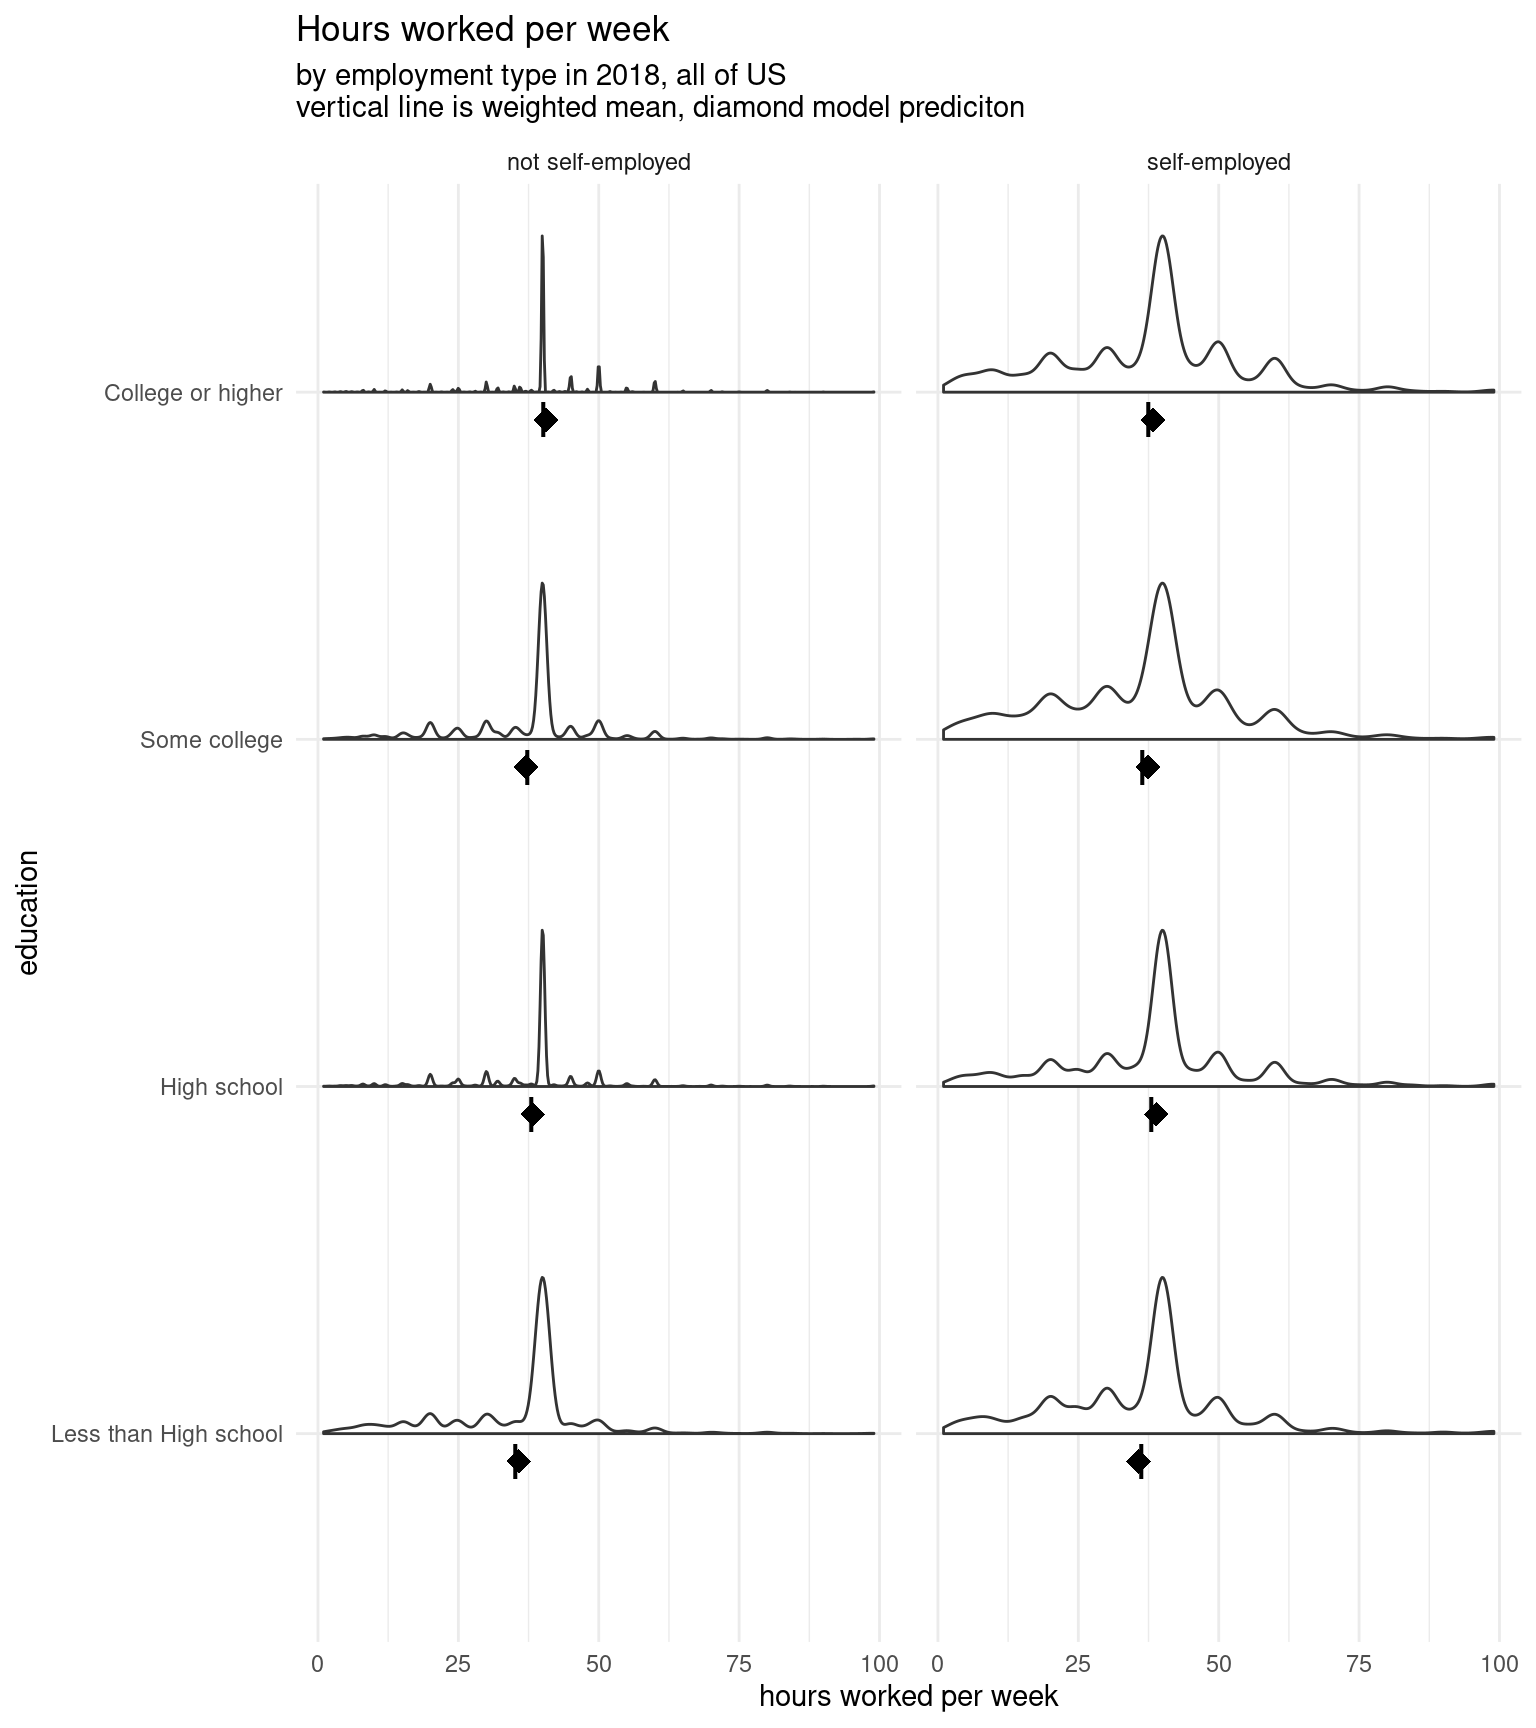 Hours worked per week
by employment type in 2018, all of US
vertical line is weighted mean, diamond model prediciton
not self-employed
self-employed
College or higher
Some college
education
High school
Less than High school
0 25 50 75 100 0 25 50 75 100
hours worked per week